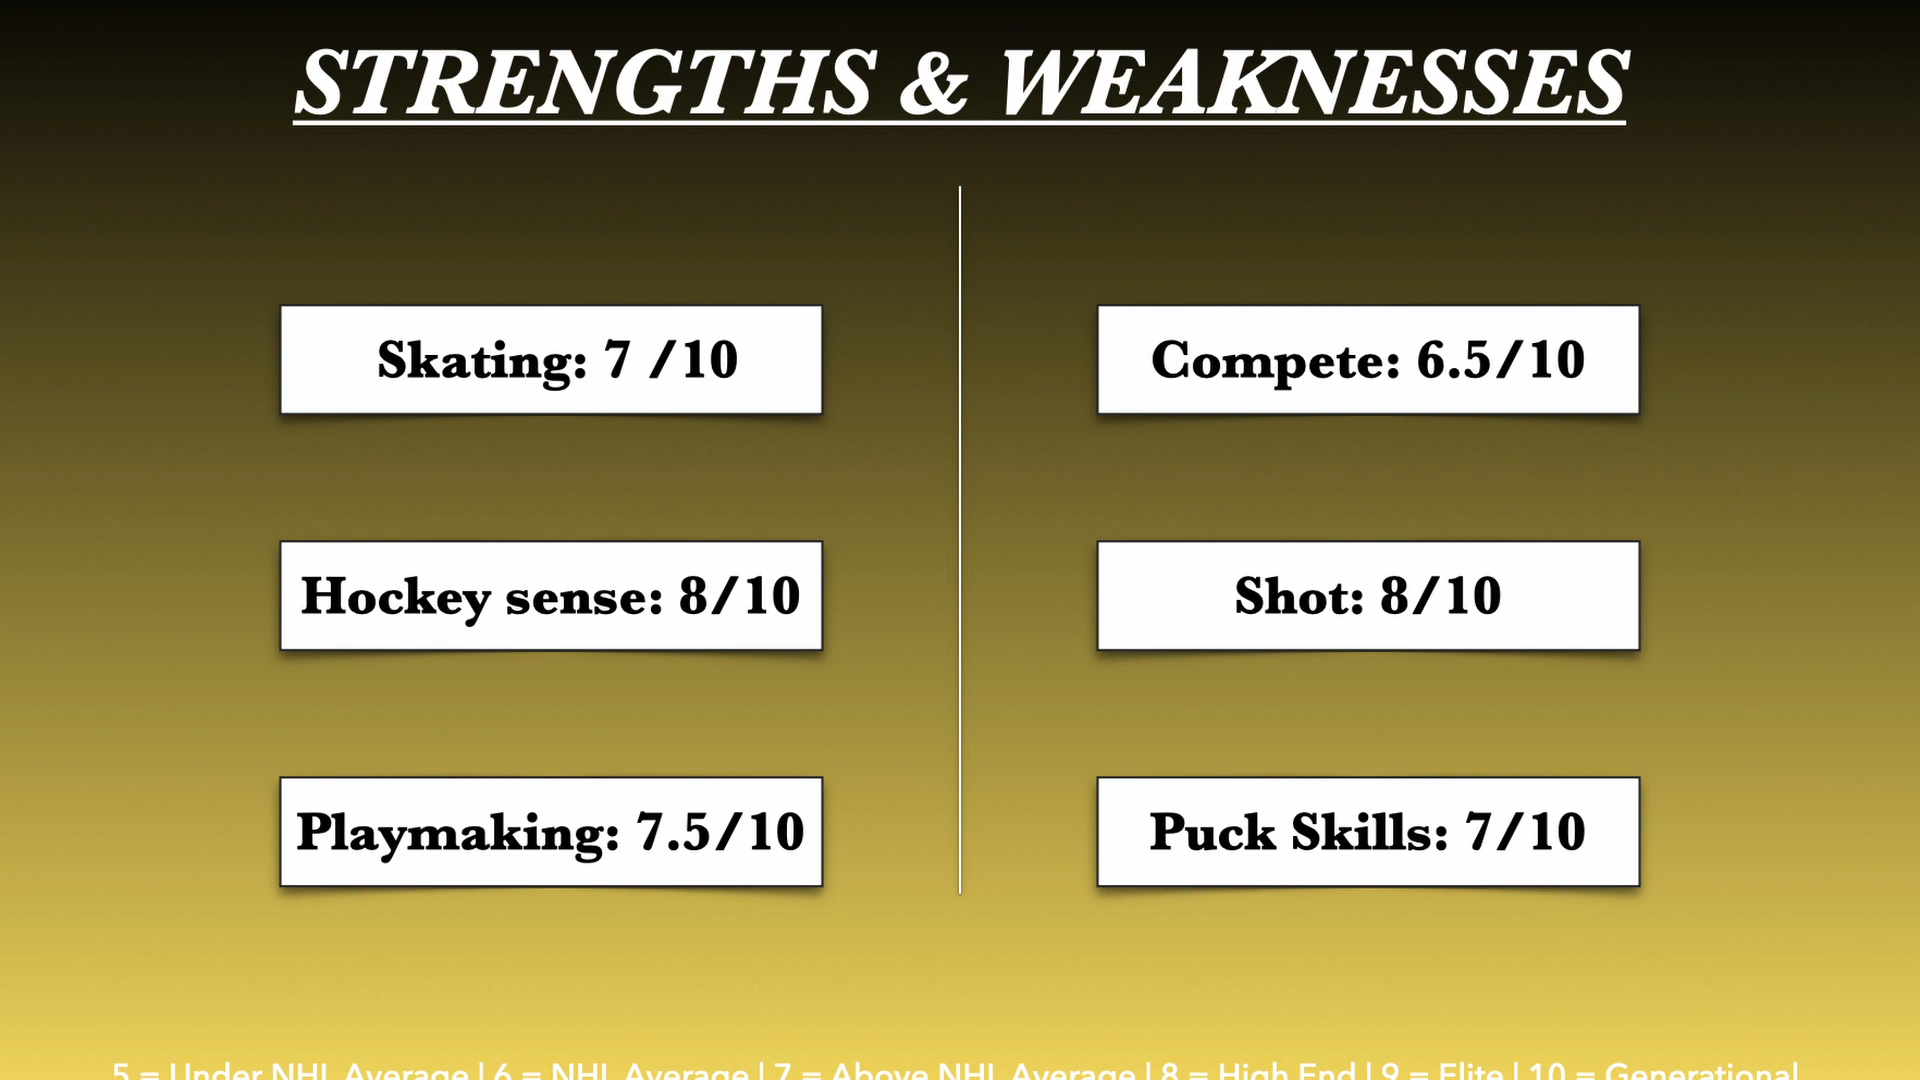 STRENGTHS & WEAKNESSES
Skating: 7 /10
Hockey sense: 8/10
Playmaking: 7.5/10
Compete: 6.5/10
Shot: 8/10
Puck Skills: 7/10
5 = Under NHL Average | 6 = NHL Average | 7 = Above NHL Average | 8 = High End | 9 = Elite | 10 = Generational